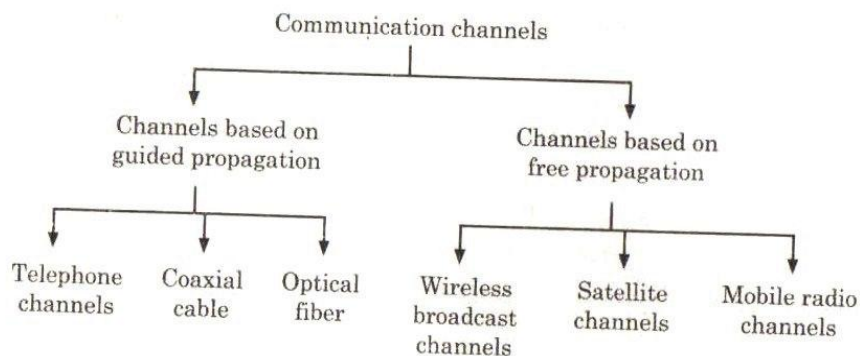 Communication channels
Channels based on
guided propagation
Channels based on
free propagation
Telephone
channels
Coaxial
cable
Optical
fiber
Wireless
broadcast
channels
Satellite
channels
Mobile radio
channels